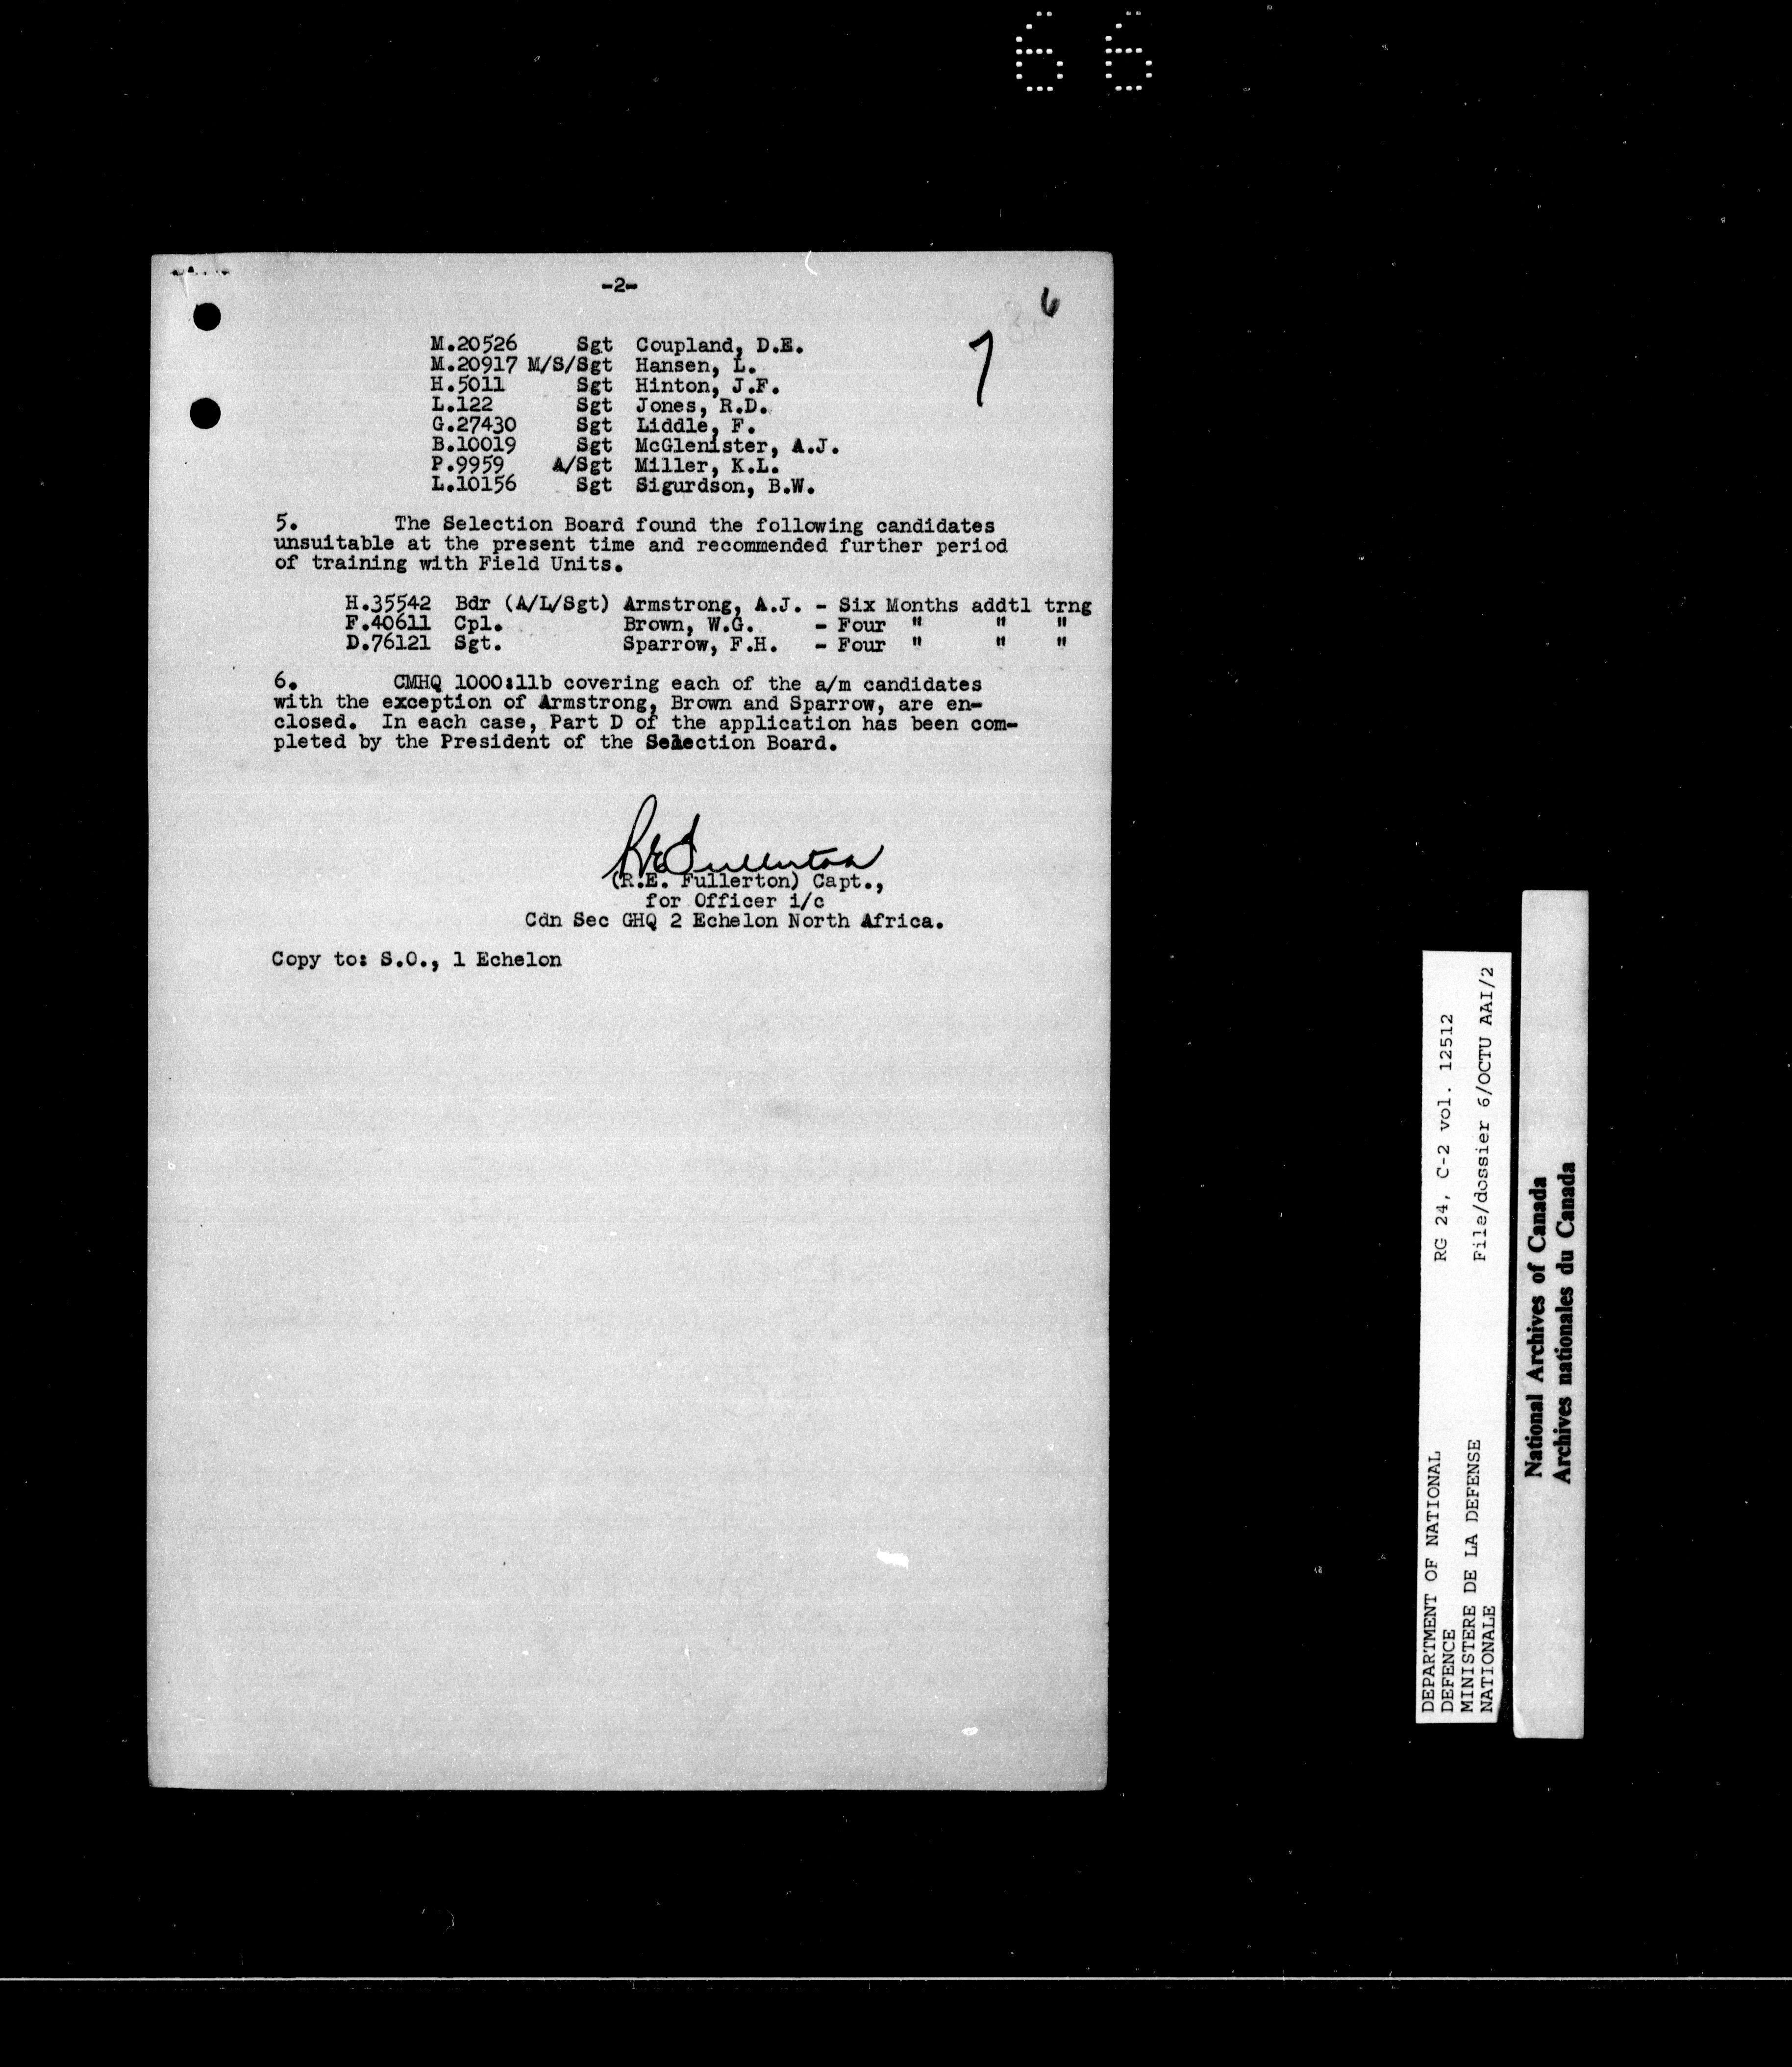 66
-2-
6
7
M.20526 Sgt Coupland, D.E.
M.20917 M/S/Sgt Hansen, L.
H.5011 Sgt Hinton, J.F.
L.122 Sgt Jones, R.D.
G.27430 Sgt Liddle, F.
B.10019 Sgt McGlenister, A.J.
P.9959 A/Sgt Miller, K.L.
L.10156 Sgt Sigurdson, B.W.
5. The Selection Board found the following candidates
unsuitable at the present time and recommended further period
of training with Field Units.
H.35542 Bdr (A/L/Sgt) Armstrong, A.J. - Six Months addtl trng
F.40611 Cpl. Brown, W.G. - Four " " "
D.76121 Sgt. Sparrow, F.H. - Four " " "
6. CMHQ 1000:11b covering each of the a/m candidates
with the exception of Armstrong, Brown and Sparrow, are en-
closed. In each case, Part D of the application has been com-
pleted by the President of the Selection Board.
RE Fullerton
(R.E. Fullerton) Capt.,
for Officer i/c
Cdn Sec GHQ 2 Echelon North Africa.
Copy to: S.O., 1 Echelon
DEPARTMENT OF NATIONAL
DEFENCE
MINISTERE DE LA DEFENSE
NATIONALE
RG 24, C-2 vol. 12512
File/dossier 6/OCTU AAI/2
National Archives of Canada
Archives nationales du Canada